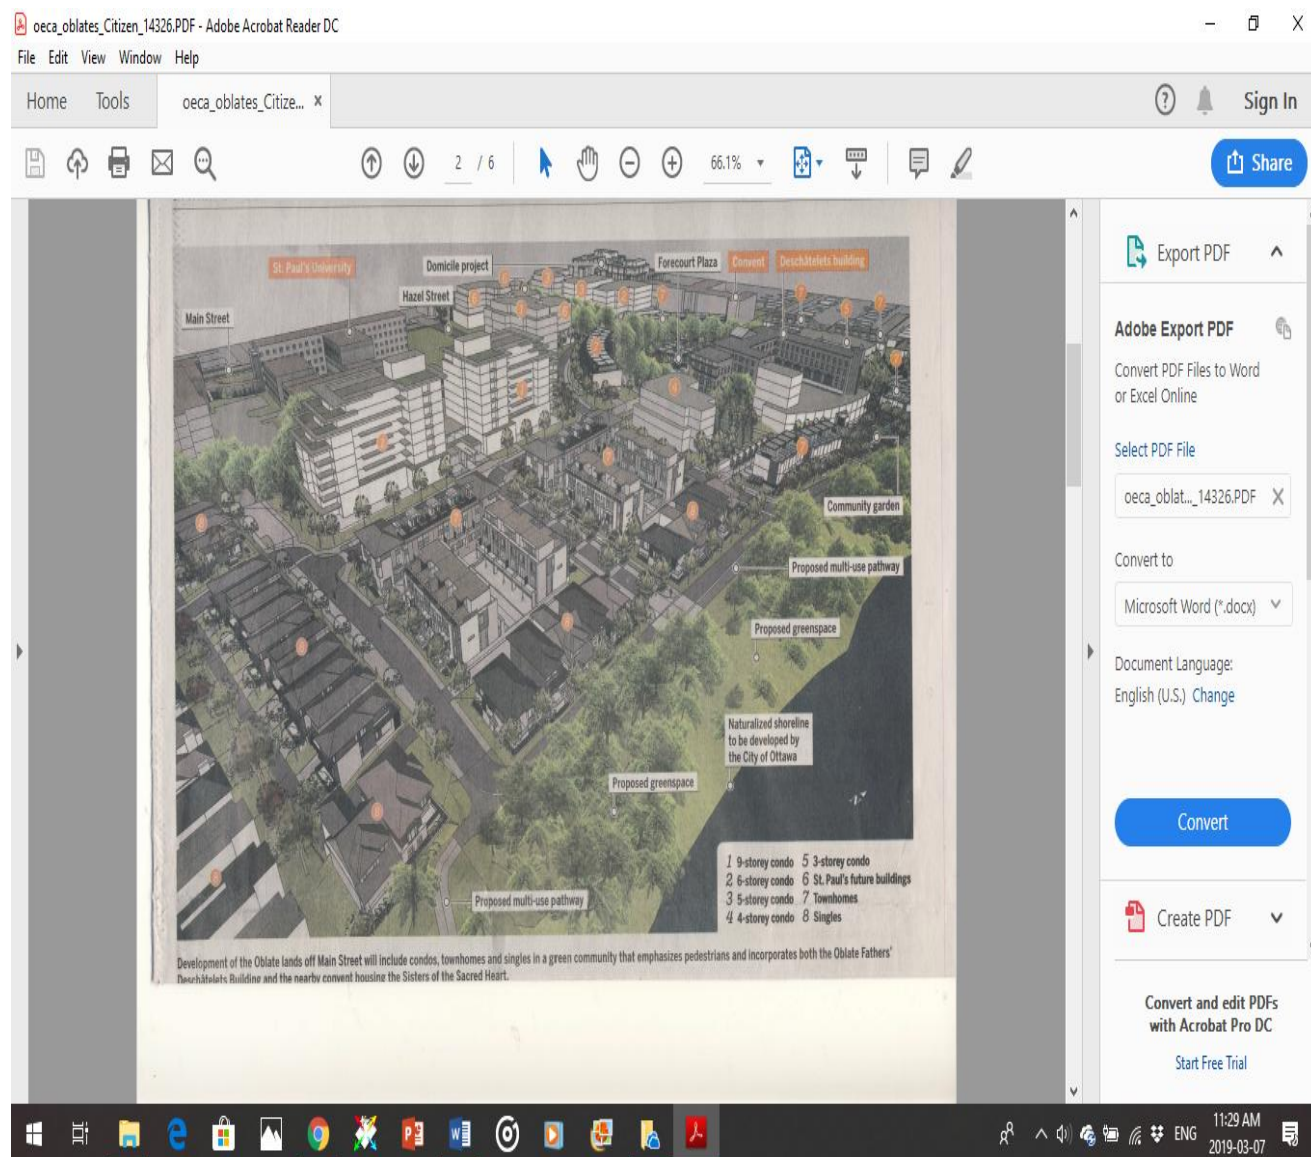 oeca_oblates_Citizen_14326.PDF - Adobe Acrobat Reader DC
File Edit View Window Help
Home Tools oeca_oblates_Citize... x
? Sign In
2 / 6 66.1% Share
Export PDF
Adobe Export PDF
Convert PDF Files to Word
or Excel Online
Select PDF File
oeca_oblat..._14326.PDF X
Convert to
Microsoft Word (*.docx)
Document Language:
English (U.S.) Change
Convert
Create PDF
Convert and edit PDFs
with Acrobat Pro DC
Start Free Trial
St. Paul's University
Domicile project
Forecourt Plaza
Convent
Deschâtelets building
Hazel Street
Main Street
Community garden
Proposed multi-use pathway
Proposed greenspace
Naturalized shoreline
to be developed by
the City of Ottawa
Proposed greenspace
Proposed multi-use pathway
1 9-storey condo 5 3-storey condo
2 6-storey condo 6 St. Paul's future buildings
3 5-storey condo 7 Townhomes
4 4-storey condo 8 Singles
Development of the Oblate lands off Main Street will include condos, townhomes and singles in a green community that emphasizes pedestrians and incorporates both the Oblate Fathers'
Deschâtelets Building and the nearby convent housing the Sisters of the Sacred Heart.
ENG
11:29 AM
2019-03-07